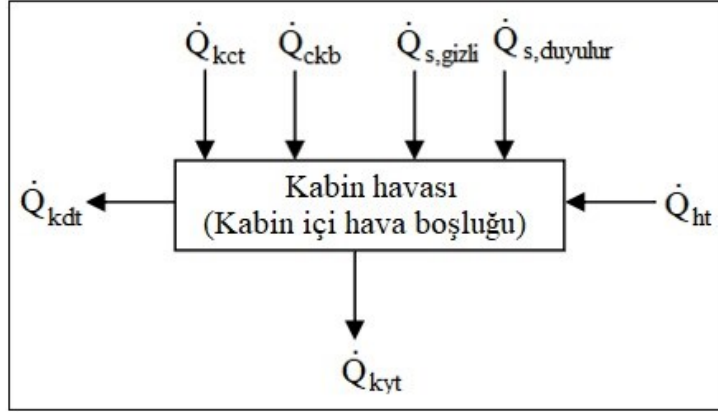 Q̇kct Q̇ckb Q̇s,gizli Q̇s,duyulur
Kabin havası
Q̇kdt (Kabin içi hava boşluğu) Q̇ht
Q̇kyt